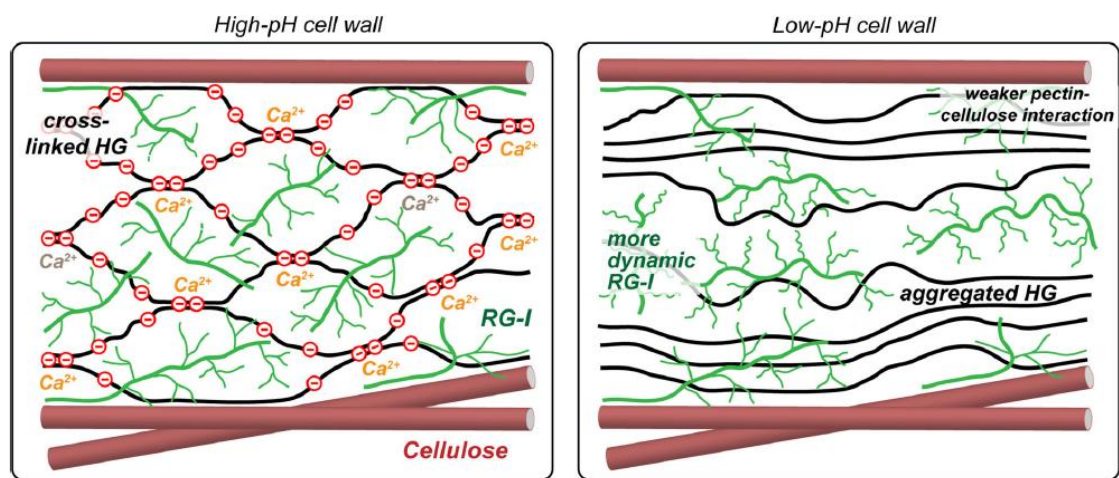 High-pH cell wall
Low-pH cell wall
cross-
linked HG
Ca²⁺
Ca²⁺
Ca²⁺
Ca²⁺
Ca²⁺
Ca²⁺
Ca²⁺
Ca²⁺
Ca²⁺
Ca²⁺
Ca²⁺
RG-I
Cellulose
weaker pectin-
cellulose interaction
more
dynamic
RG-I
aggregated HG